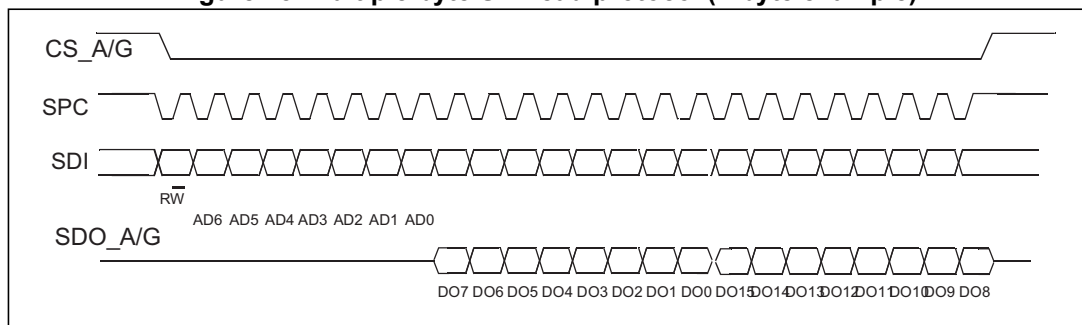 CS_A/G
SPC
SDI
RW
AD6 AD5 AD4 AD3 AD2 AD1 AD0
SDO_A/G
DO7 DO6 DO5 DO4 DO3 DO2 DO1 DO0 DO15 DO14 DO13 DO12 DO11 DO10 DO9 DO8